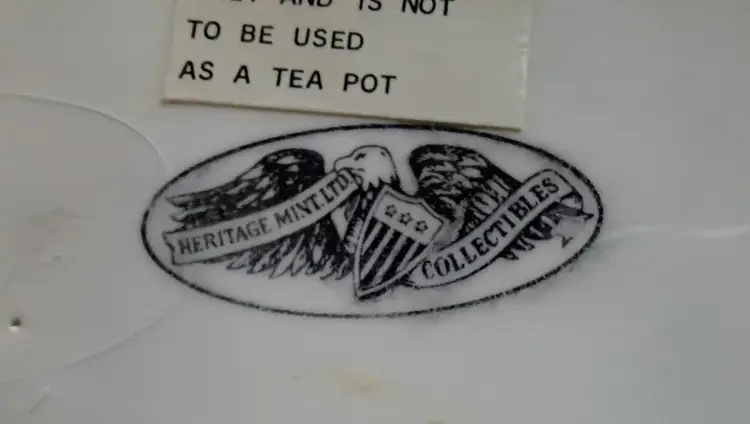 AND IS NOT
TO BE USED
AS A TEA POT
HERITAGE MINT, LTD
COLLECTIBLES